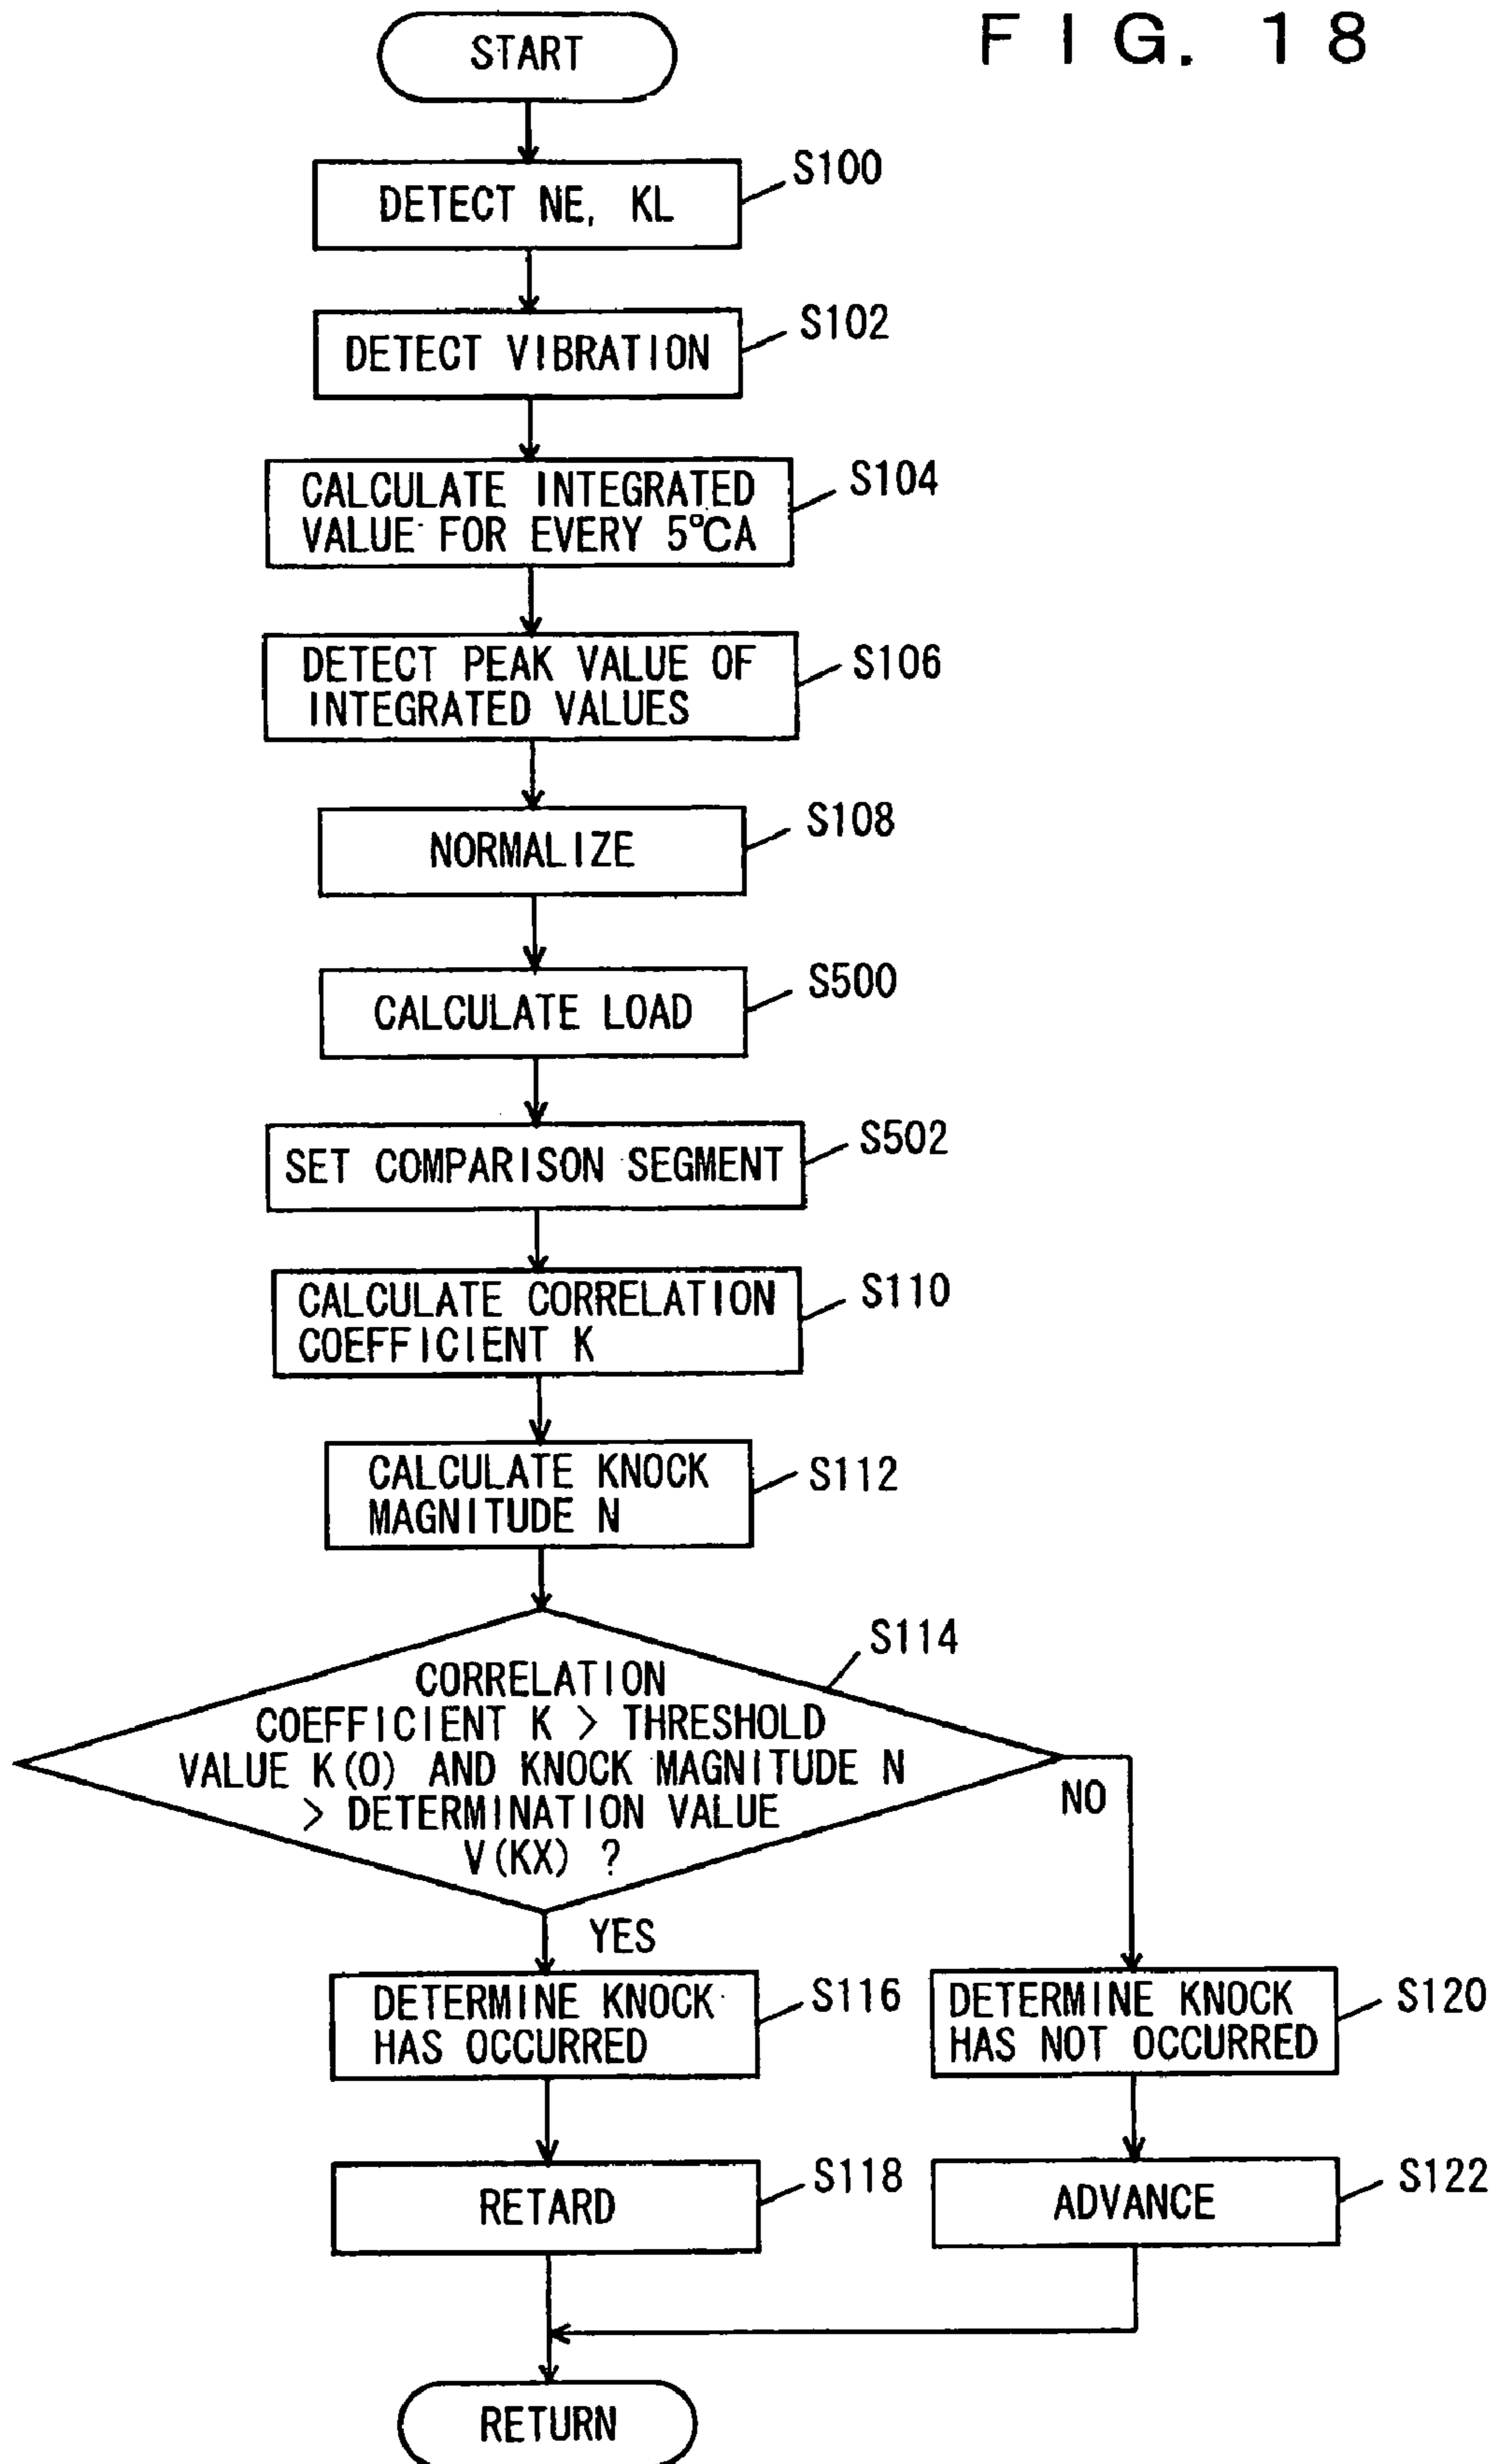 FIG. 18
START
DETECT NE, KL
S100
DETECT VIBRATION
S102
CALCULATE INTEGRATED
VALUE FOR EVERY 5°CA
S104
DETECT PEAK VALUE OF
INTEGRATED VALUES
S106
NORMALIZE
S108
CALCULATE LOAD
S500
SET COMPARISON SEGMENT
S502
CALCULATE CORRELATION
COEFFICIENT K
S110
CALCULATE KNOCK
MAGNITUDE N
S112
S114
CORRELATION
COEFFICIENT K > THRESHOLD
VALUE K(0) AND KNOCK MAGNITUDE N
> DETERMINATION VALUE
V(KX) ?
NO
YES
DETERMINE KNOCK
HAS OCCURRED
S116
DETERMINE KNOCK
HAS NOT OCCURRED
S120
RETARD
S118
ADVANCE
S122
RETURN